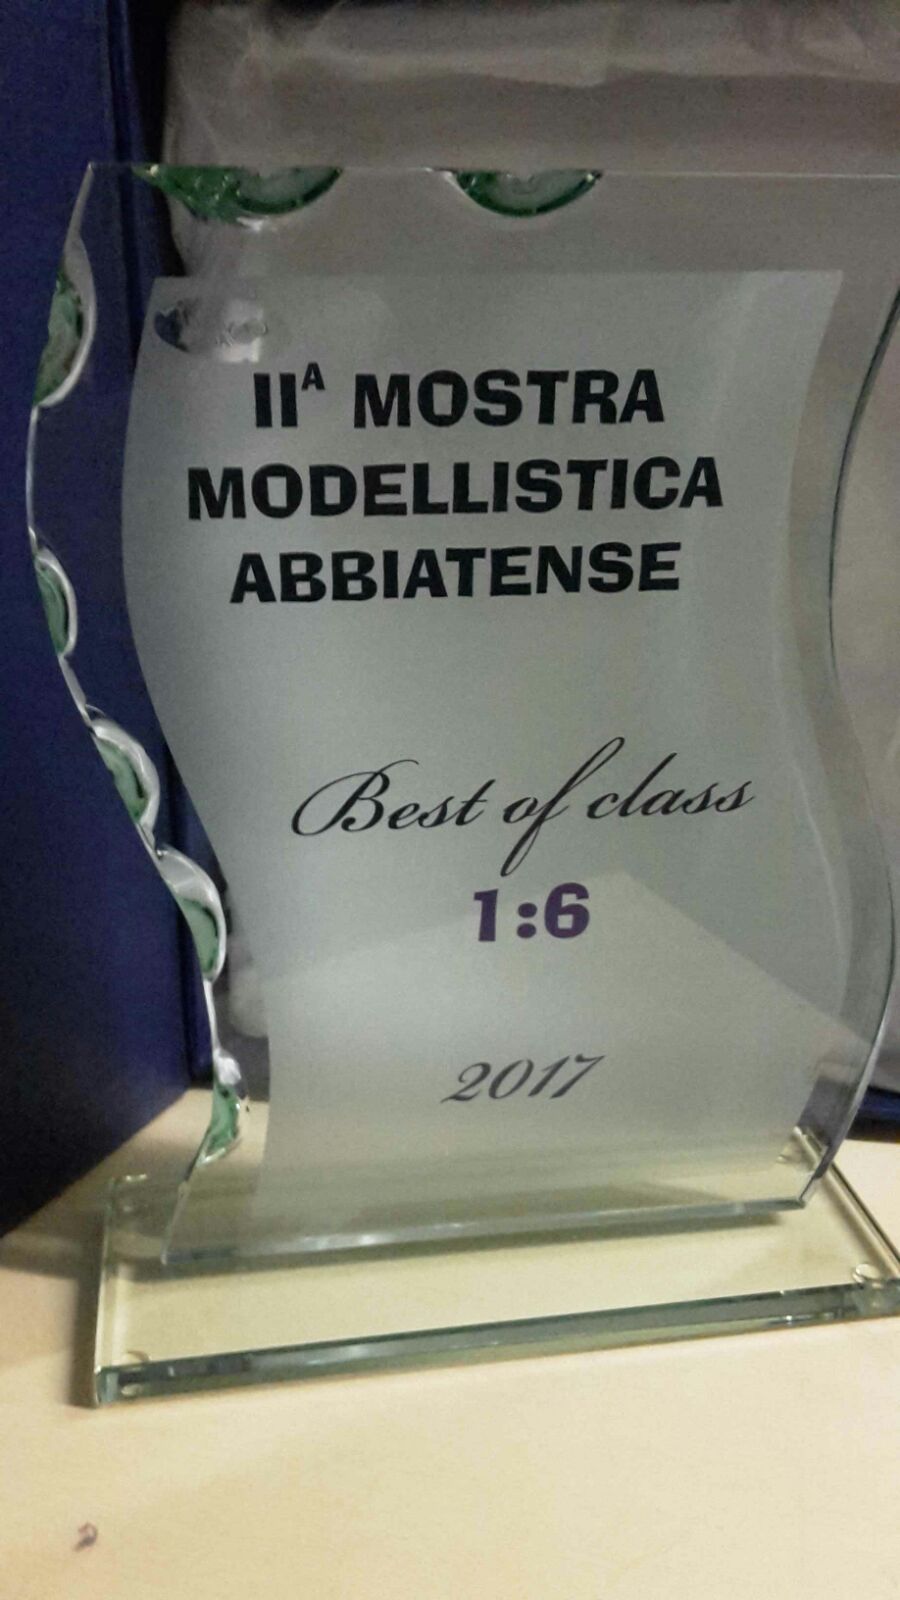 IIᴬ MOSTRA
MODELLISTICA
ABBIATENSE
Best of class
1:6
2017